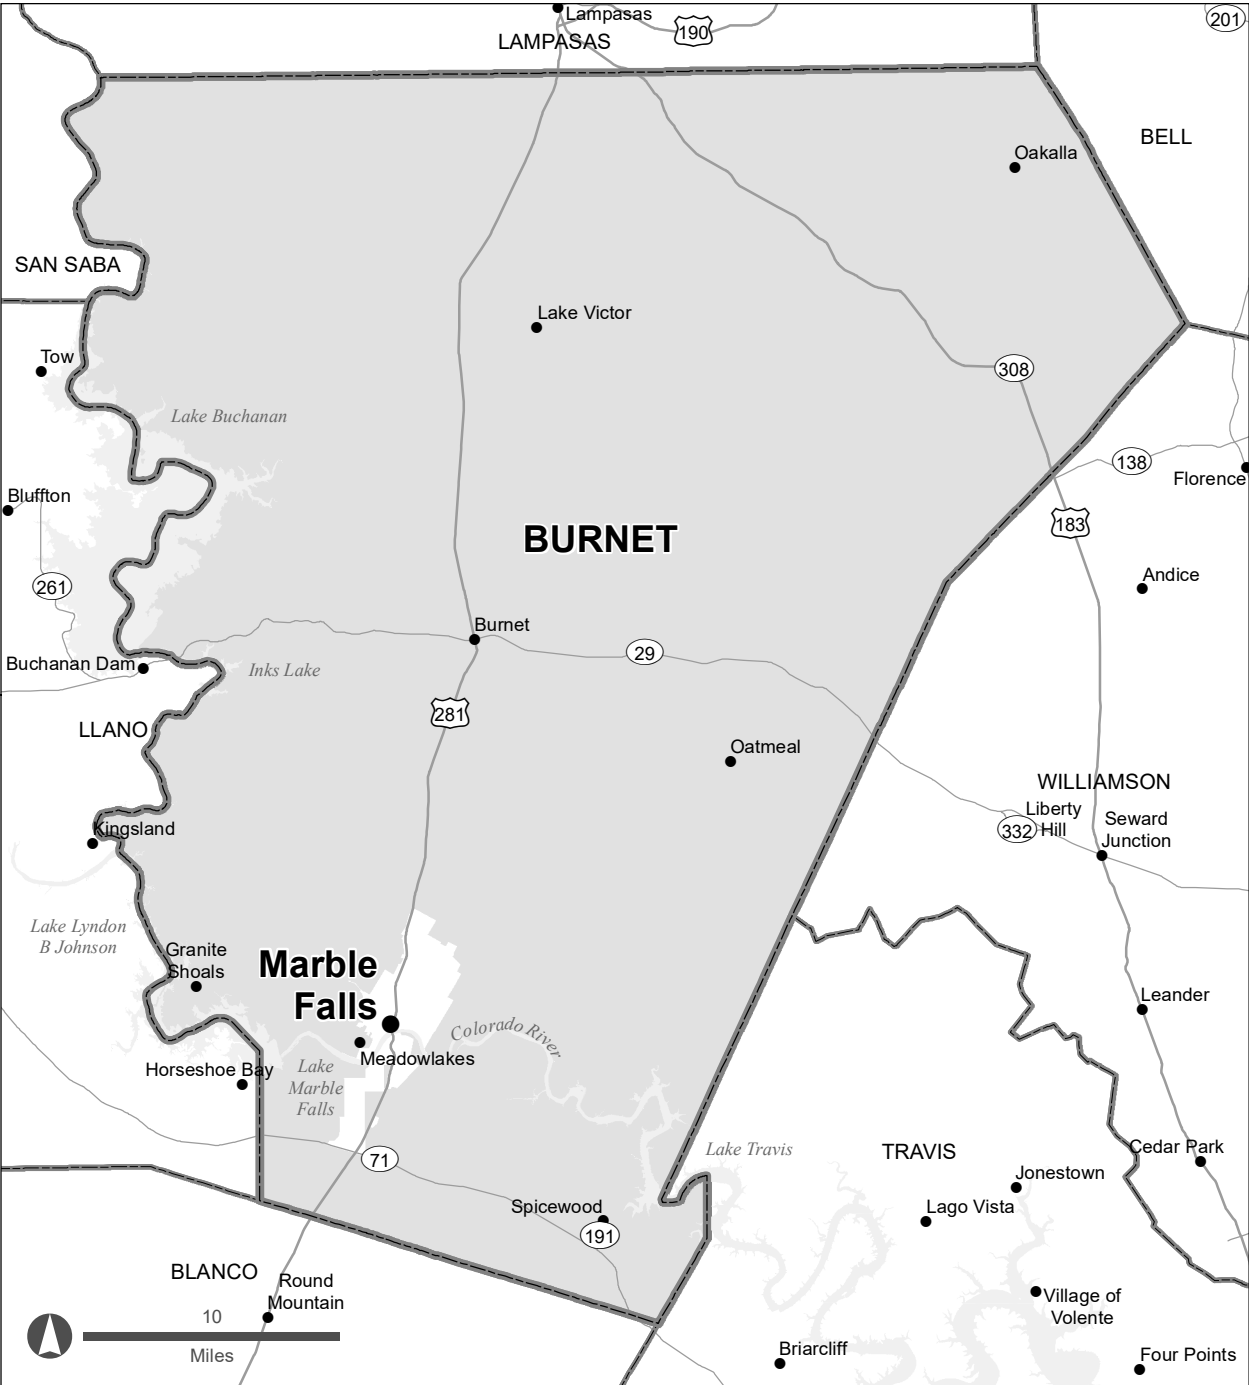 Lampasas
190
201
LAMPASAS
BELL
Oakalla
SAN SABA
Lake Victor
Tow
308
Lake Buchanan
138
Florence
Bluffton
183
BURNET
Andice
261
Burnet
29
Buchanan Dam
Inks Lake
281
LLANO
Oatmeal
WILLIAMSON
Liberty
Hill
332
Seward
Junction
Kingsland
Lake Lyndon
B Johnson
Granite
Shoals
Marble
Falls
Leander
Colorado River
Meadowlakes
Horseshoe Bay
Lake
Marble
Falls
71
Lake Travis
TRAVIS
Cedar Park
Jonestown
Spicewood
191
Lago Vista
BLANCO
Round
Mountain
Village of
Volente
10
Miles
Briarcliff
Four Points